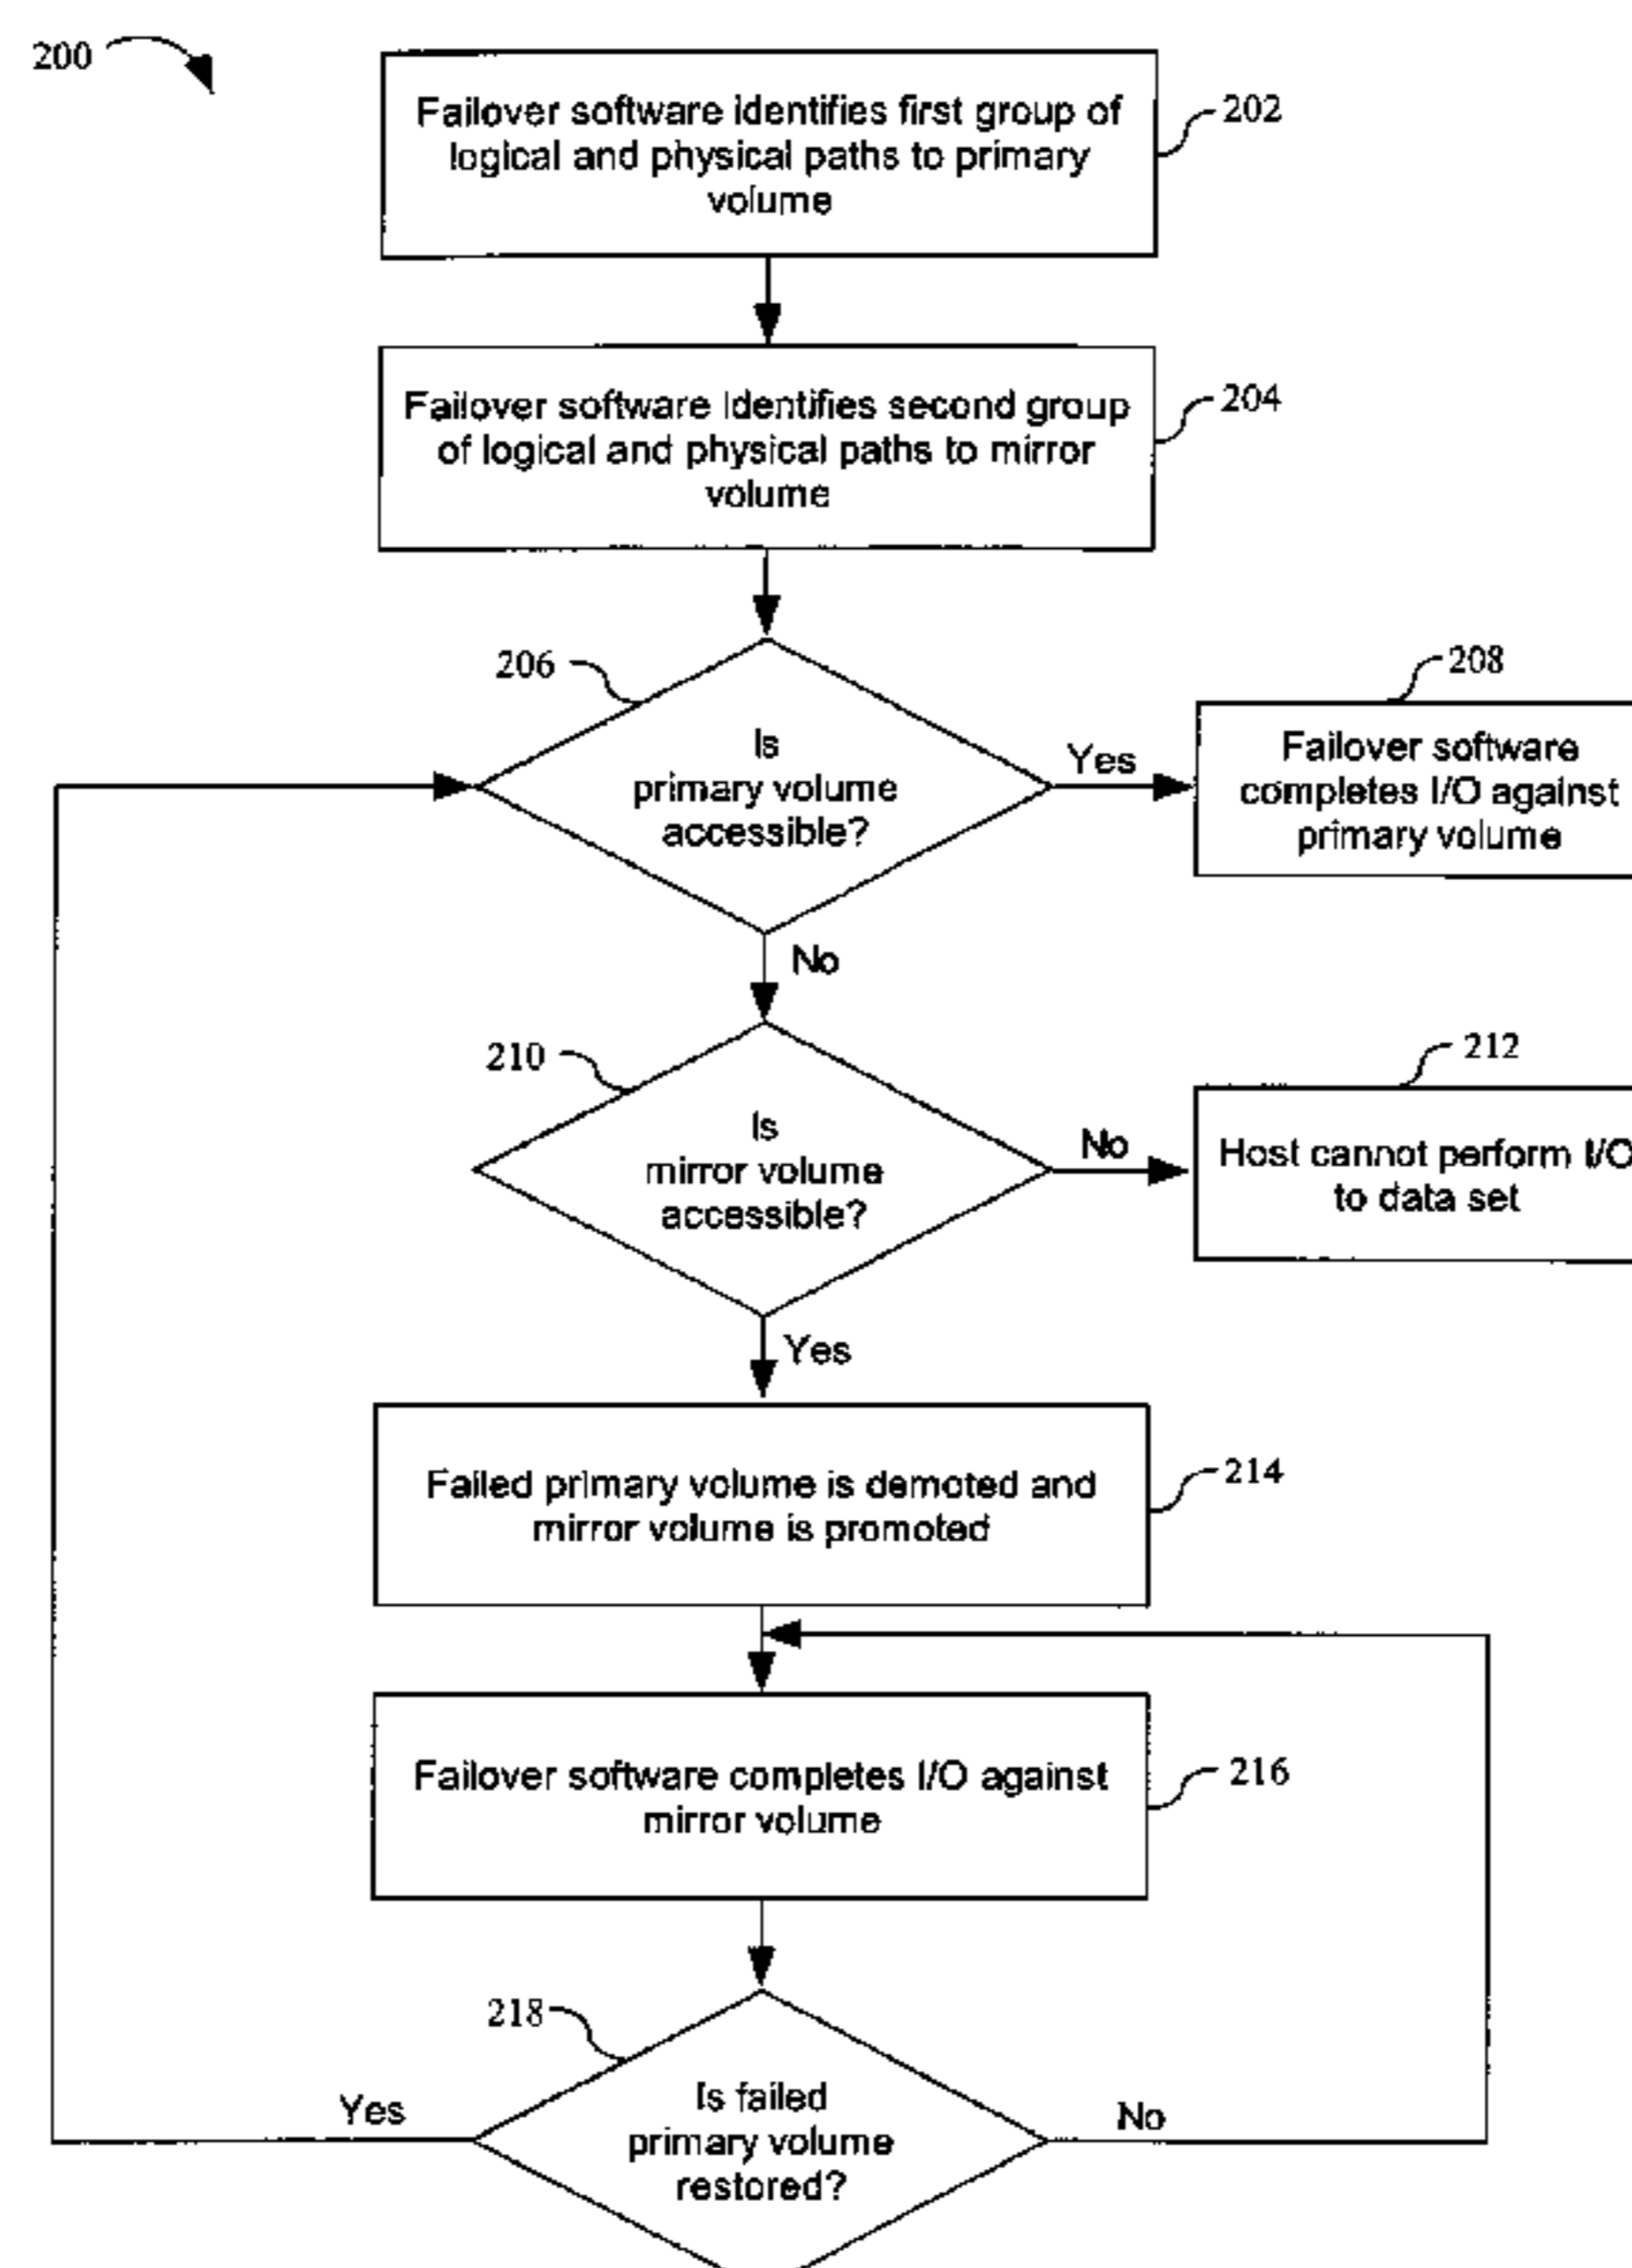 200
Failover software identifies first group of
logical and physical paths to primary
volume
202
Failover software identifies second group
of logical and physical paths to mirror
volume
204
206
Is
primary volume
accessible?
Yes
208
Failover software
completes I/O against
primary volume
No
210
Is
mirror volume
accessible?
No
212
Host cannot perform I/O
to data set
Yes
Failed primary volume is demoted and
mirror volume is promoted
214
Failover software completes I/O against
mirror volume
216
218
Is failed
primary volume
restored?
Yes
No